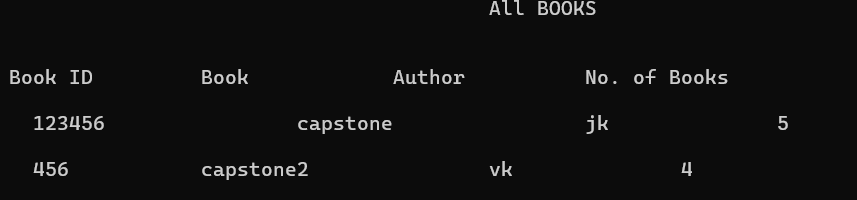 All BOOKS
Book ID Book Author No. of Books
123456 capstone jk 5
456 capstone2 vk 4